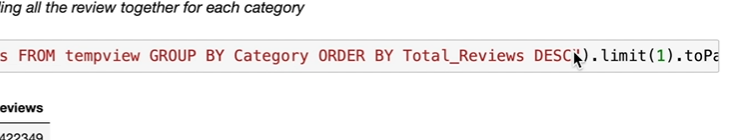 ling all the review together for each category
s FROM tempview GROUP BY Category ORDER BY Total_Reviews DESC").limit(1).toPa
eviews
422349